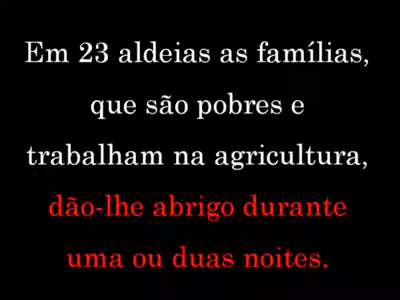 Em 23 aldeias as famílias,
que são pobres e
trabalham na agricultura,
dão-lhe abrigo durante
uma ou duas noites.